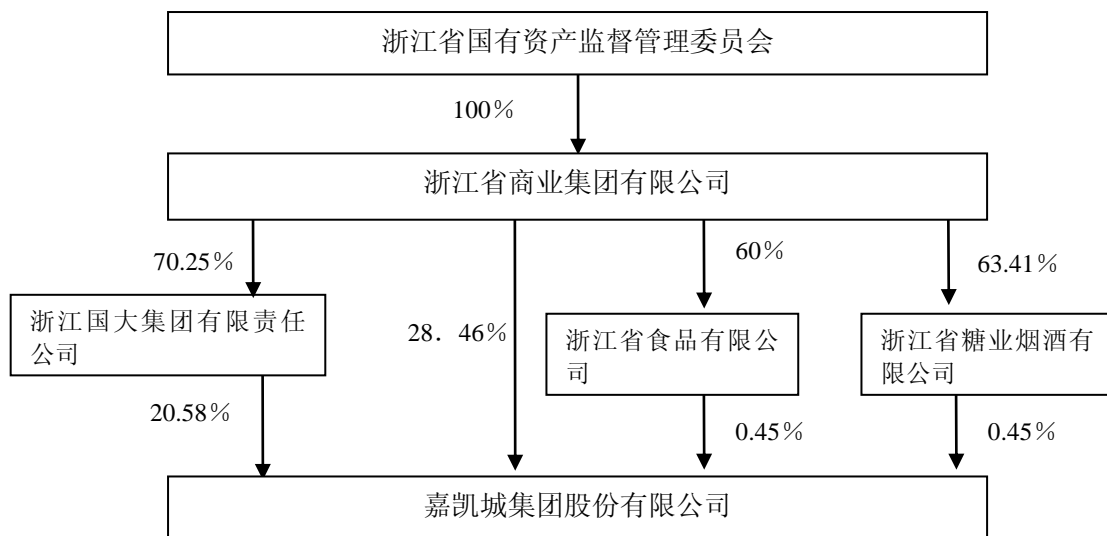 浙江省国有资产监督管理委员会
100％
浙江省商业集团有限公司
70.25％
60％
63.41％
浙江国大集团有限责任
公司
28．46％
浙江省食品有限公
司
浙江省糖业烟酒有
限公司
20.58％
0.45％
0.45％
嘉凯城集团股份有限公司